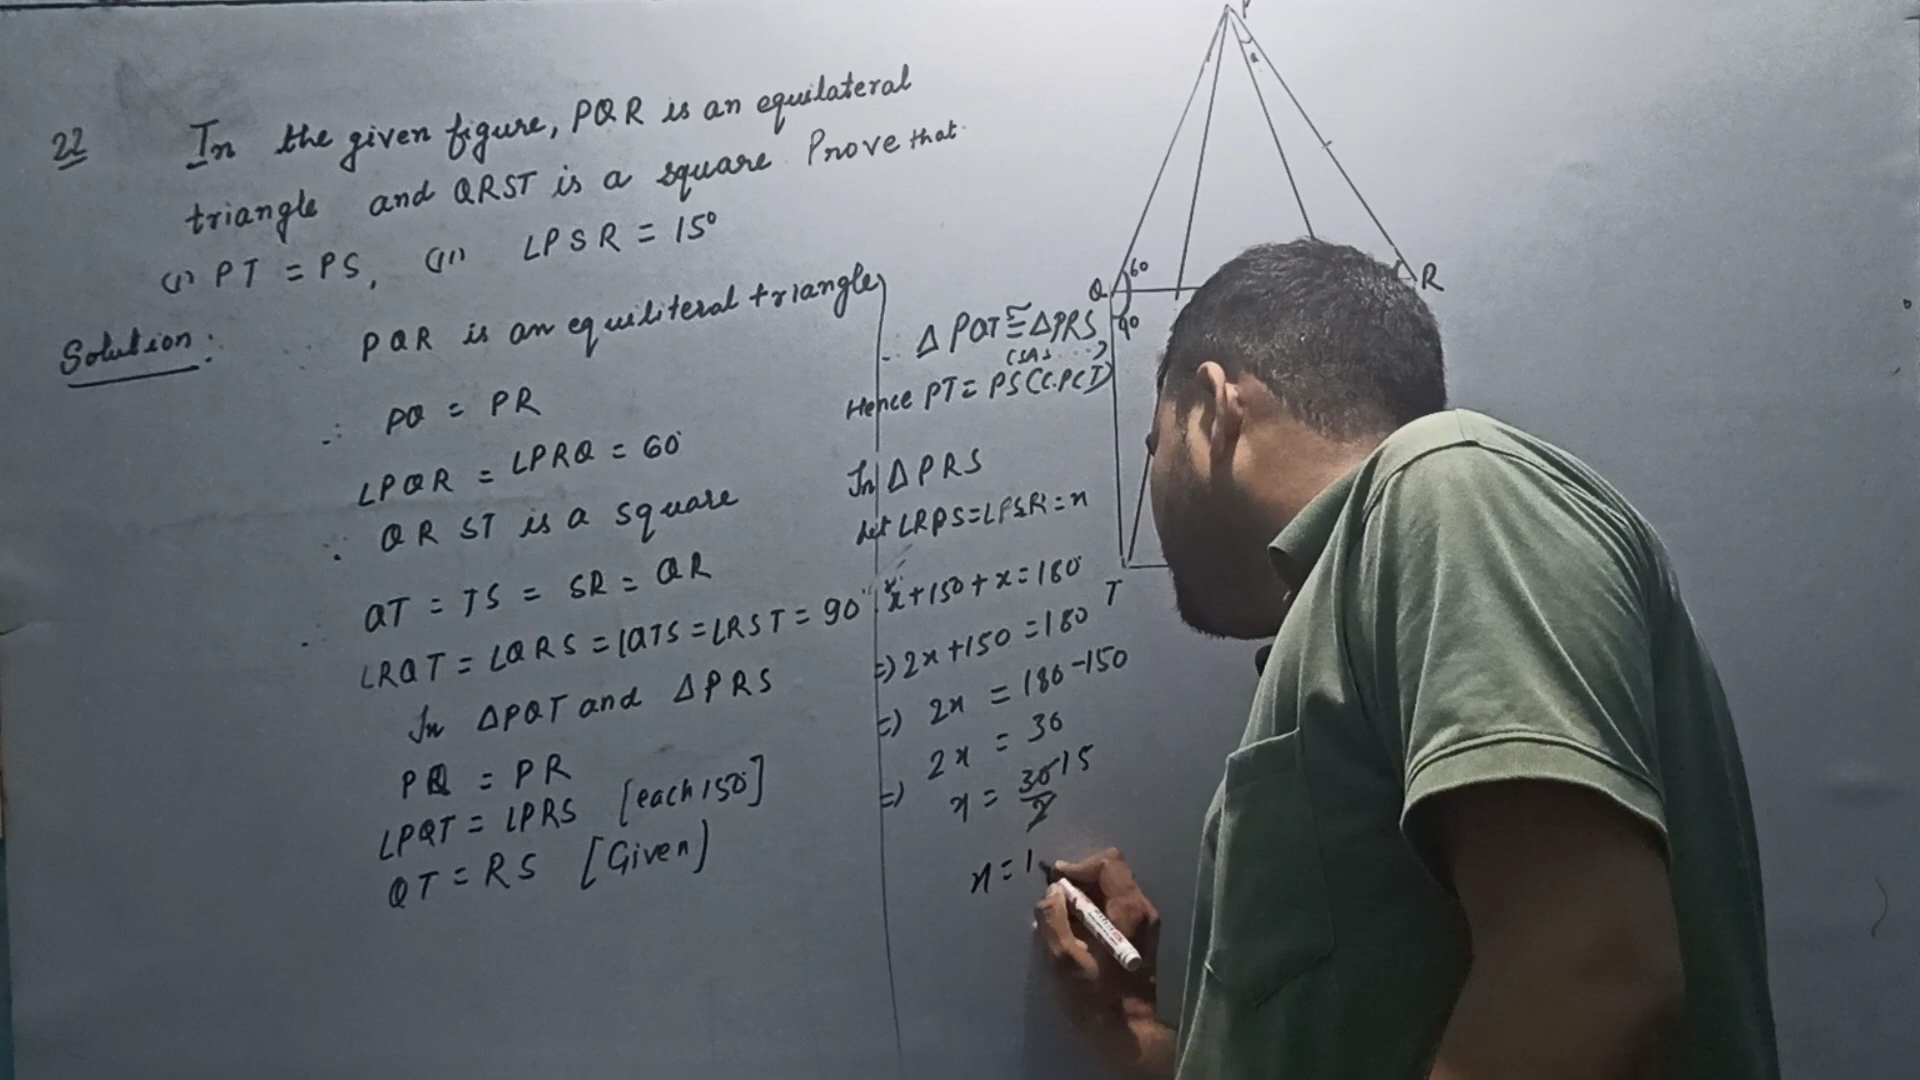 22 In the given figure, PQR is an equilateral
triangle and QRST is a square Prove that
(i) PT = PS, (ii) ∠PSR = 15°
Solution: PQR is an equiliteral triangle
∴ PQ = PR
∠PQR = ∠PRQ = 60°
∴ QRST is a square
QT = TS = SR = QR
∠RQT = ∠QRS = ∠QTS = ∠RST = 90°
In ΔPQT and ΔPRS
PQ = PR
∠PQT = ∠PRS [each 150°]
QT = RS [Given)
∴ ΔPQT ≅ ΔPRS
(SAS
Hence PT = PS (C.PCT)
In ΔPRS
Let ∠RPS = ∠PSR = x
x + 150 + x = 180°
=) 2x + 150 = 180
=) 2x = 180 - 150
2x = 30
=) x = 30/2 15
x = 1
P
Q
60
90
R
T